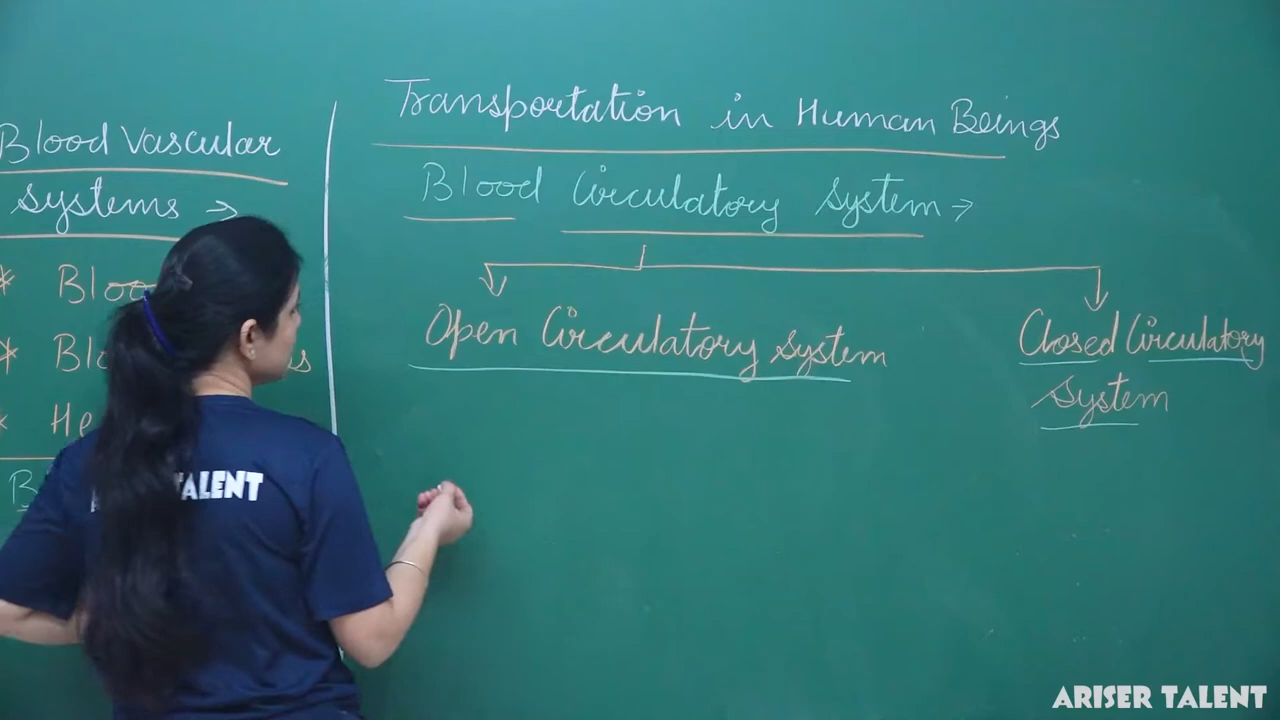 Blood Vascular
Systems →
*
*
*
Transportation in Human Beings
Blood Circulatory System →
Open Circulatory System
Closed Circulatory
System
TALENT
ARISER TALENT